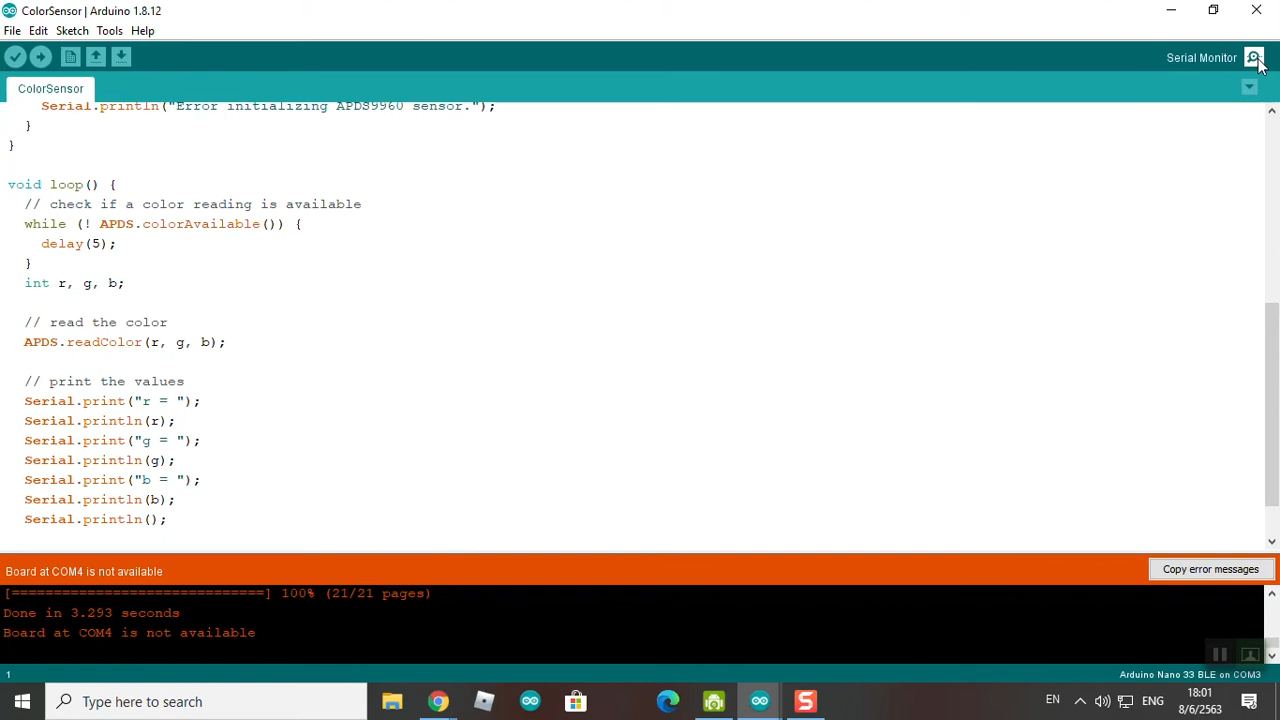 ColorSensor | Arduino 1.8.12
File Edit Sketch Tools Help
Serial Monitor
ColorSensor
    Serial.println("Error initializing APDS9960 sensor.");
  }
}
void loop() {
  // check if a color reading is available
  while (! APDS.colorAvailable()) {
    delay(5);
  }
  int r, g, b;
  // read the color
  APDS.readColor(r, g, b);
  // print the values
  Serial.print("r = ");
  Serial.println(r);
  Serial.print("g = ");
  Serial.println(g);
  Serial.print("b = ");
  Serial.println(b);
  Serial.println();
Board at COM4 is not available
Copy error messages
[==============================] 100% (21/21 pages)
Done in 3.293 seconds
Board at COM4 is not available
1
Arduino Nano 33 BLE on COM3
Type here to search
EN
ENG
18:01
8/6/2563